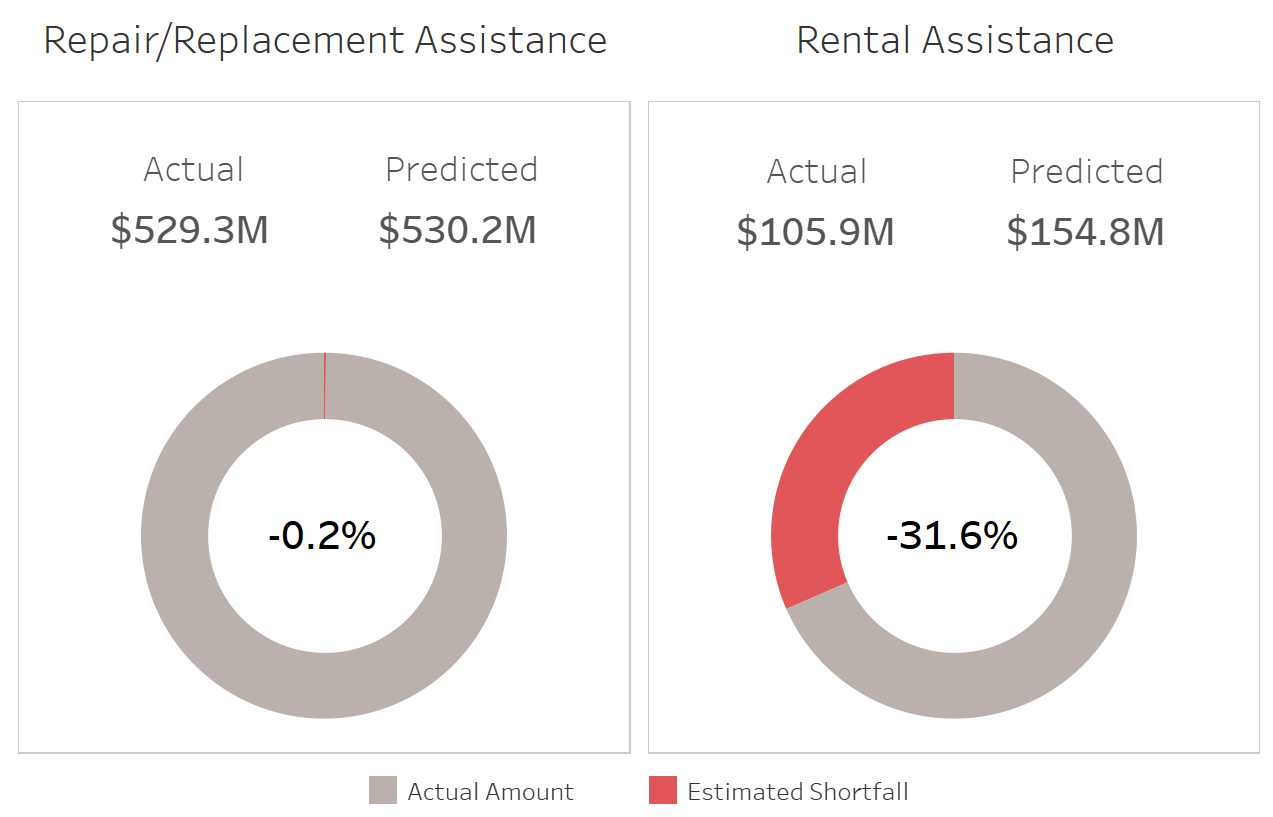 Repair/Replacement Assistance
Actual Predicted
$529.3M $530.2M
-0.2%
Rental Assistance
Actual Predicted
$105.9M $154.8M
-31.6%
Actual Amount
Estimated Shortfall